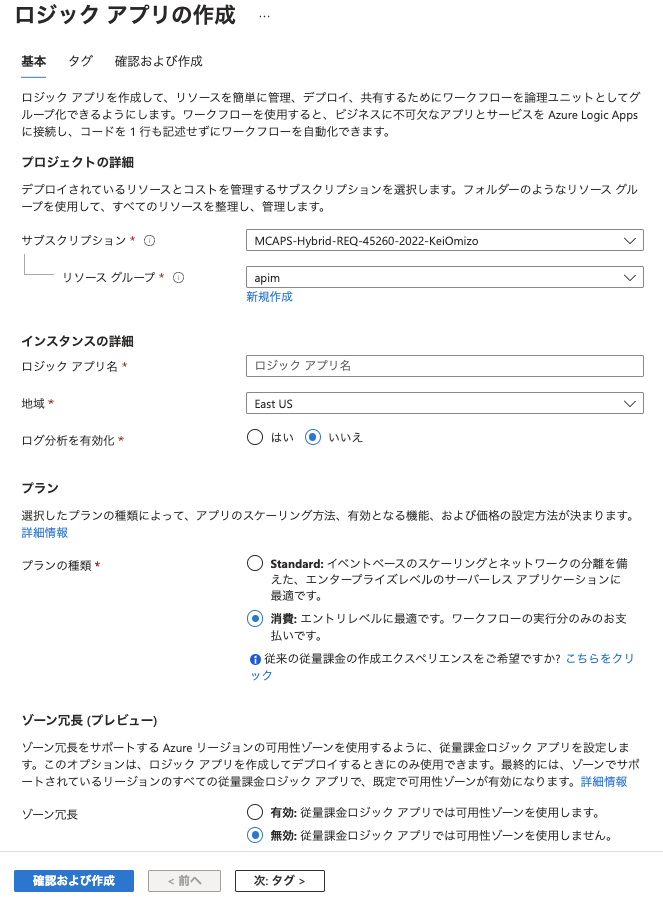 ロジック アプリの作成 …
基本 タグ 確認および作成
ロジック アプリを作成して、リソースを簡単に管理、デプロイ、共有するためにワークフローを論理ユニットとしてグ
ループ化できるようにします。ワークフローを使用すると、ビジネスに不可欠なアプリとサービスを Azure Logic Apps
に接続し、コードを 1 行も記述せずにワークフローを自動化できます。
プロジェクトの詳細
デプロイされているリソースとコストを管理するサブスクリプションを選択します。フォルダーのようなリソース グル
ープを使用して、すべてのリソースを整理し、管理します。
サブスクリプション * MCAPS-Hybrid-REQ-45260-2022-KeiOmizo
リソース グループ * apim
新規作成
インスタンスの詳細
ロジック アプリ名 * ロジック アプリ名
地域 * East US
ログ分析を有効化 * はい いいえ
プラン
選択したプランの種類によって、アプリのスケーリング方法、有効となる機能、および価格の設定方法が決まります。
詳細情報
プランの種類 * Standard: イベントベースのスケーリングとネットワークの分離を備
えた、エンタープライズレベルのサーバーレス アプリケーションに
最適です。
消費: エントリレベルに最適です。ワークフローの実行分のみのお支
払いです。
従来の従量課金の作成エクスペリエンスをご希望ですか? こちらをクリ
ック
ゾーン冗長 (プレビュー)
ゾーン冗長をサポートする Azure リージョンの可用性ゾーンを使用するように、従量課金ロジック アプリを設定しま
す。このオプションは、ロジック アプリを作成してデプロイするときにのみ使用できます。最終的には、ゾーンでサポ
ートされているリージョンのすべての従量課金ロジック アプリで、既定で可用性ゾーンが有効になります。詳細情報
ゾーン冗長 有効: 従量課金ロジック アプリでは可用性ゾーンを使用します。
無効: 従量課金ロジック アプリでは可用性ゾーンを使用しません。
確認および作成 < 前へ 次: タグ >